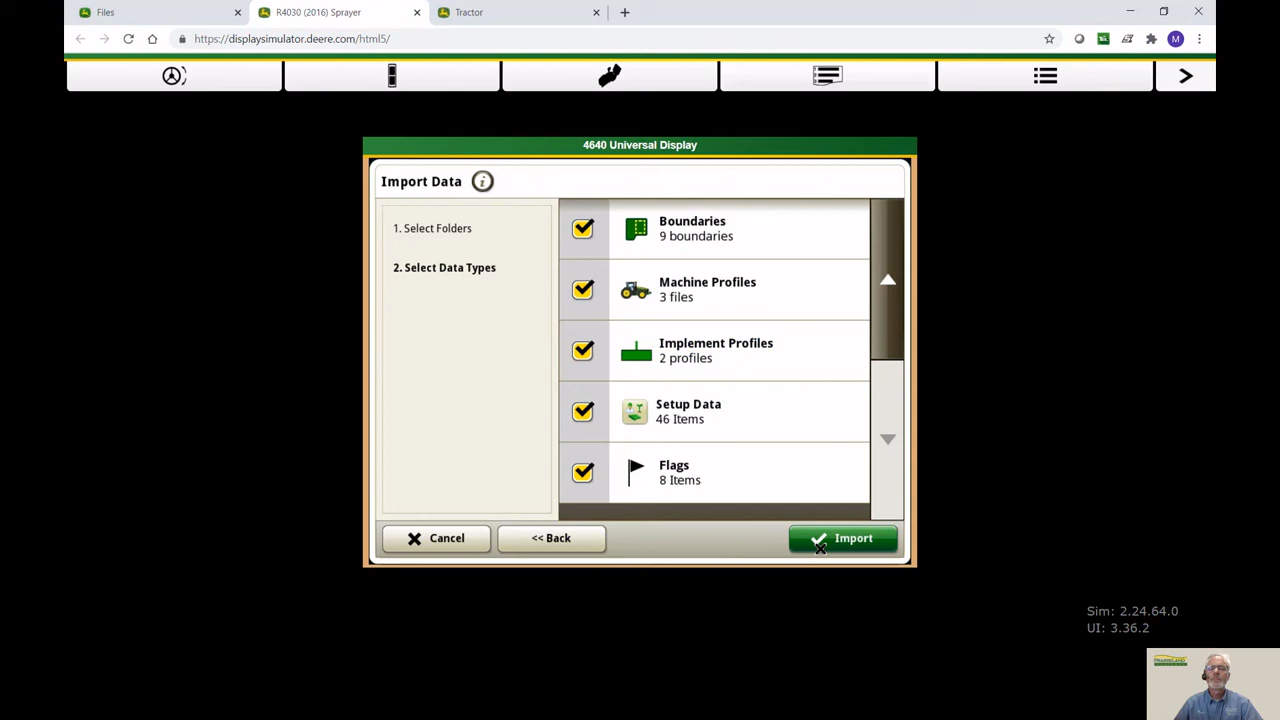 Files
R4030 (2016) Sprayer
Tractor
https://displaysimulator.deere.com/html5/
M
4640 Universal Display
Import Data
1. Select Folders
2. Select Data Types
Boundaries
9 boundaries
Machine Profiles
3 files
Implement Profiles
2 profiles
Setup Data
46 Items
Flags
8 Items
Cancel
<< Back
Import
Sim: 2.24.64.0
UI: 3.36.2
PRAIRIELAND